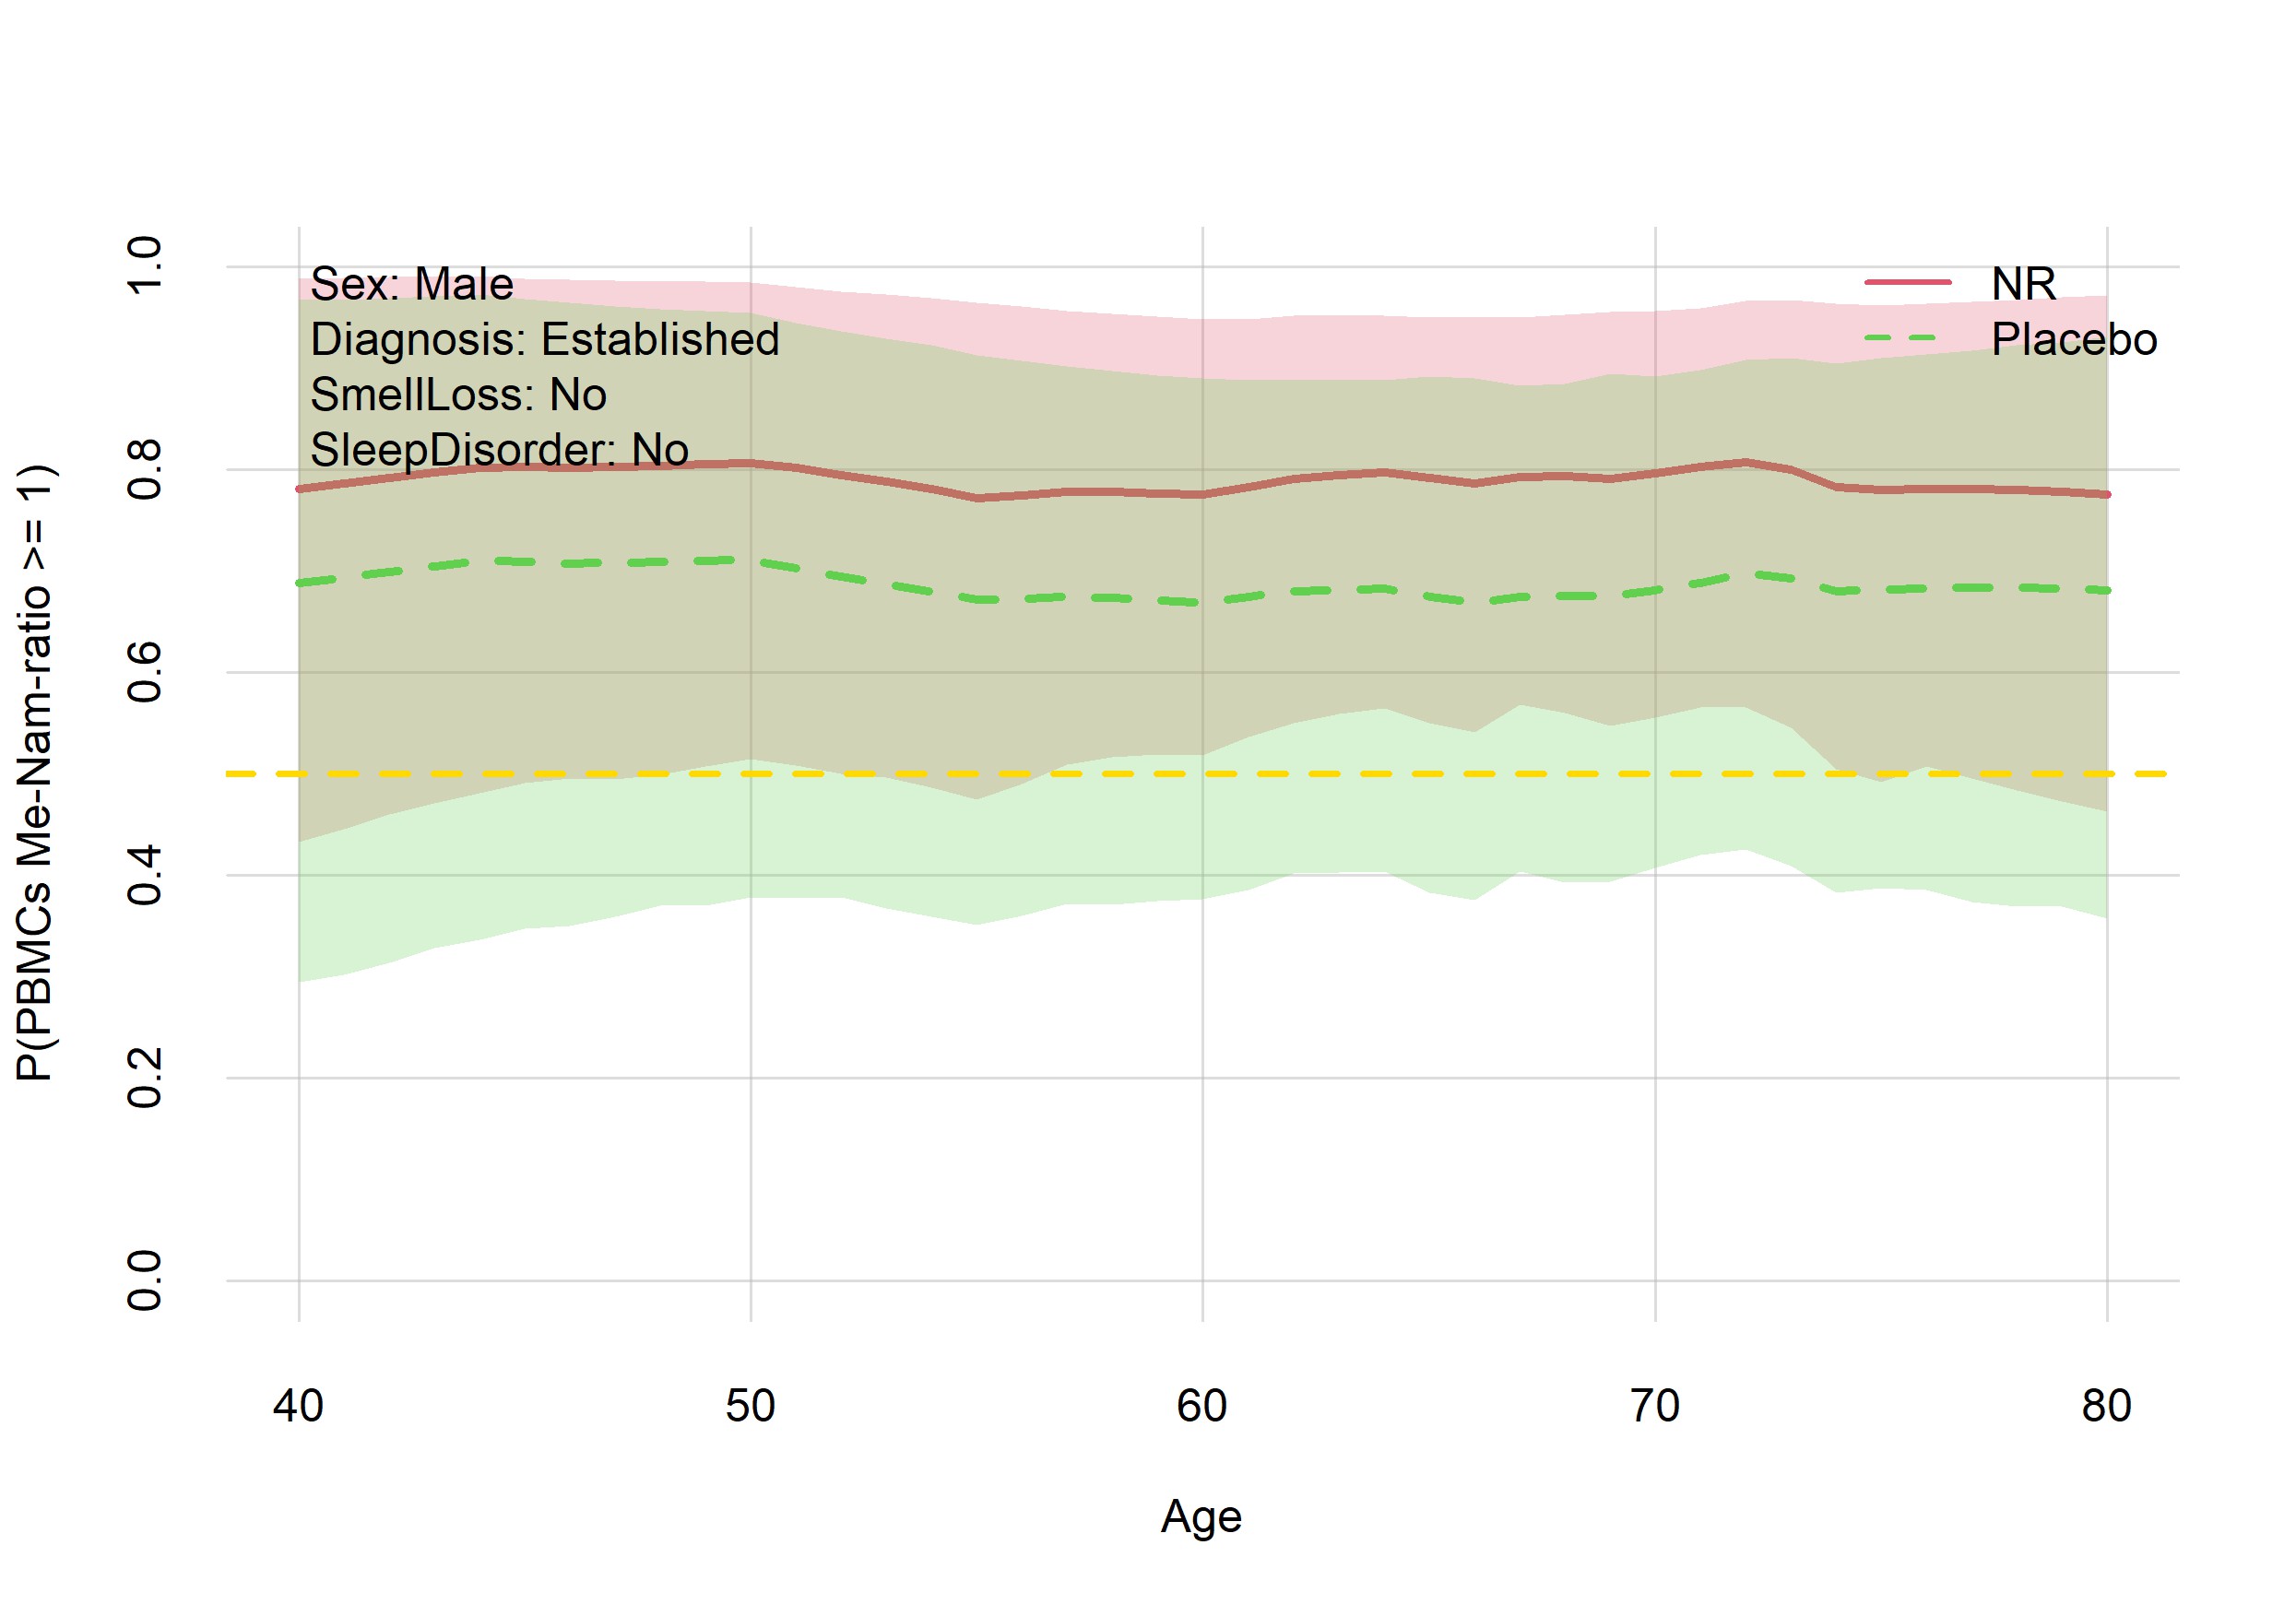 Sex: Male
Diagnosis: Established
SmellLoss: No
SleepDisorder: No
NR
Placebo
P(PBMCs Me-Nam-ratio >= 1)
1.0
0.8
0.6
0.4
0.2
0.0
40
50
60
70
80
Age